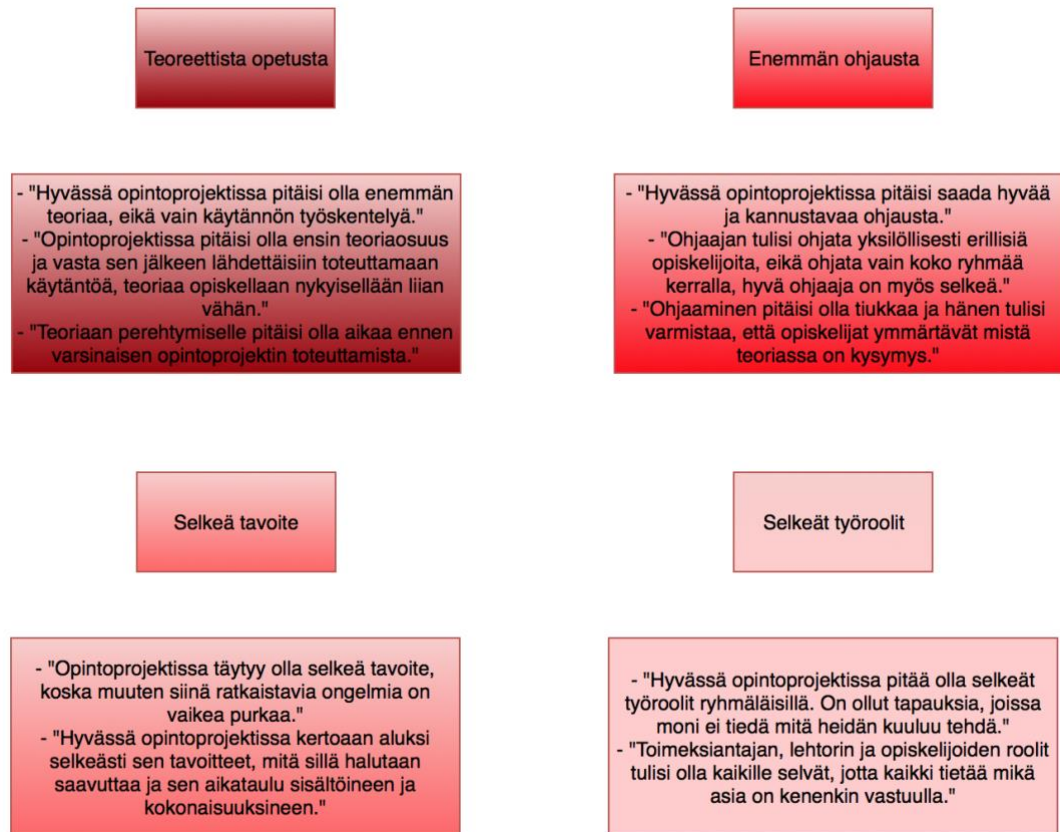 Teoreettista opetusta
- "Hyvässä opintoprojektissa pitäisi olla enemmän
teoriaa, eikä vain käytännön työskentelyä."
- "Opintoprojektissa pitäisi olla ensin teoriaosuus
ja vasta sen jälkeen lähdettäisiin toteuttamaan
käytäntöä, teoriaa opiskellaan nykyisellään liian
vähän."
- "Teoriaan perehtymiselle pitäisi olla aikaa ennen
varsinaisen opintoprojektin toteuttamista."
Enemmän ohjausta
- "Hyvässä opintoprojektissa pitäisi saada hyvää
ja kannustavaa ohjausta."
- "Ohjaajan tulisi ohjata yksilöllisesti erillisiä
opiskelijoita, eikä ohjata vain koko ryhmää
kerralla, hyvä ohjaaja on myös selkeä."
- "Ohjaaminen pitäisi olla tiukkaa ja hänen tulisi
varmistaa, että opiskelijat ymmärtävät mistä
teoriassa on kysymys."
Selkeä tavoite
- "Opintoprojektissa täytyy olla selkeä tavoite,
koska muuten siinä ratkaistavia ongelmia on
vaikea purkaa."
- "Hyvässä opintoprojektissa kertoaan aluksi
selkeästi sen tavoitteet, mitä sillä halutaan
saavuttaa ja sen aikataulu sisältöineen ja
kokonaisuuksineen."
Selkeät työroolit
- "Hyvässä opintoprojektissa pitää olla selkeät
työroolit ryhmäläisillä. On ollut tapauksia, joissa
moni ei tiedä mitä heidän kuuluu tehdä."
- "Toimeksiantajan, lehtorin ja opiskelijoiden roolit
tulisi olla kaikille selvät, jotta kaikki tietää mikä
asia on kenenkin vastuulla."